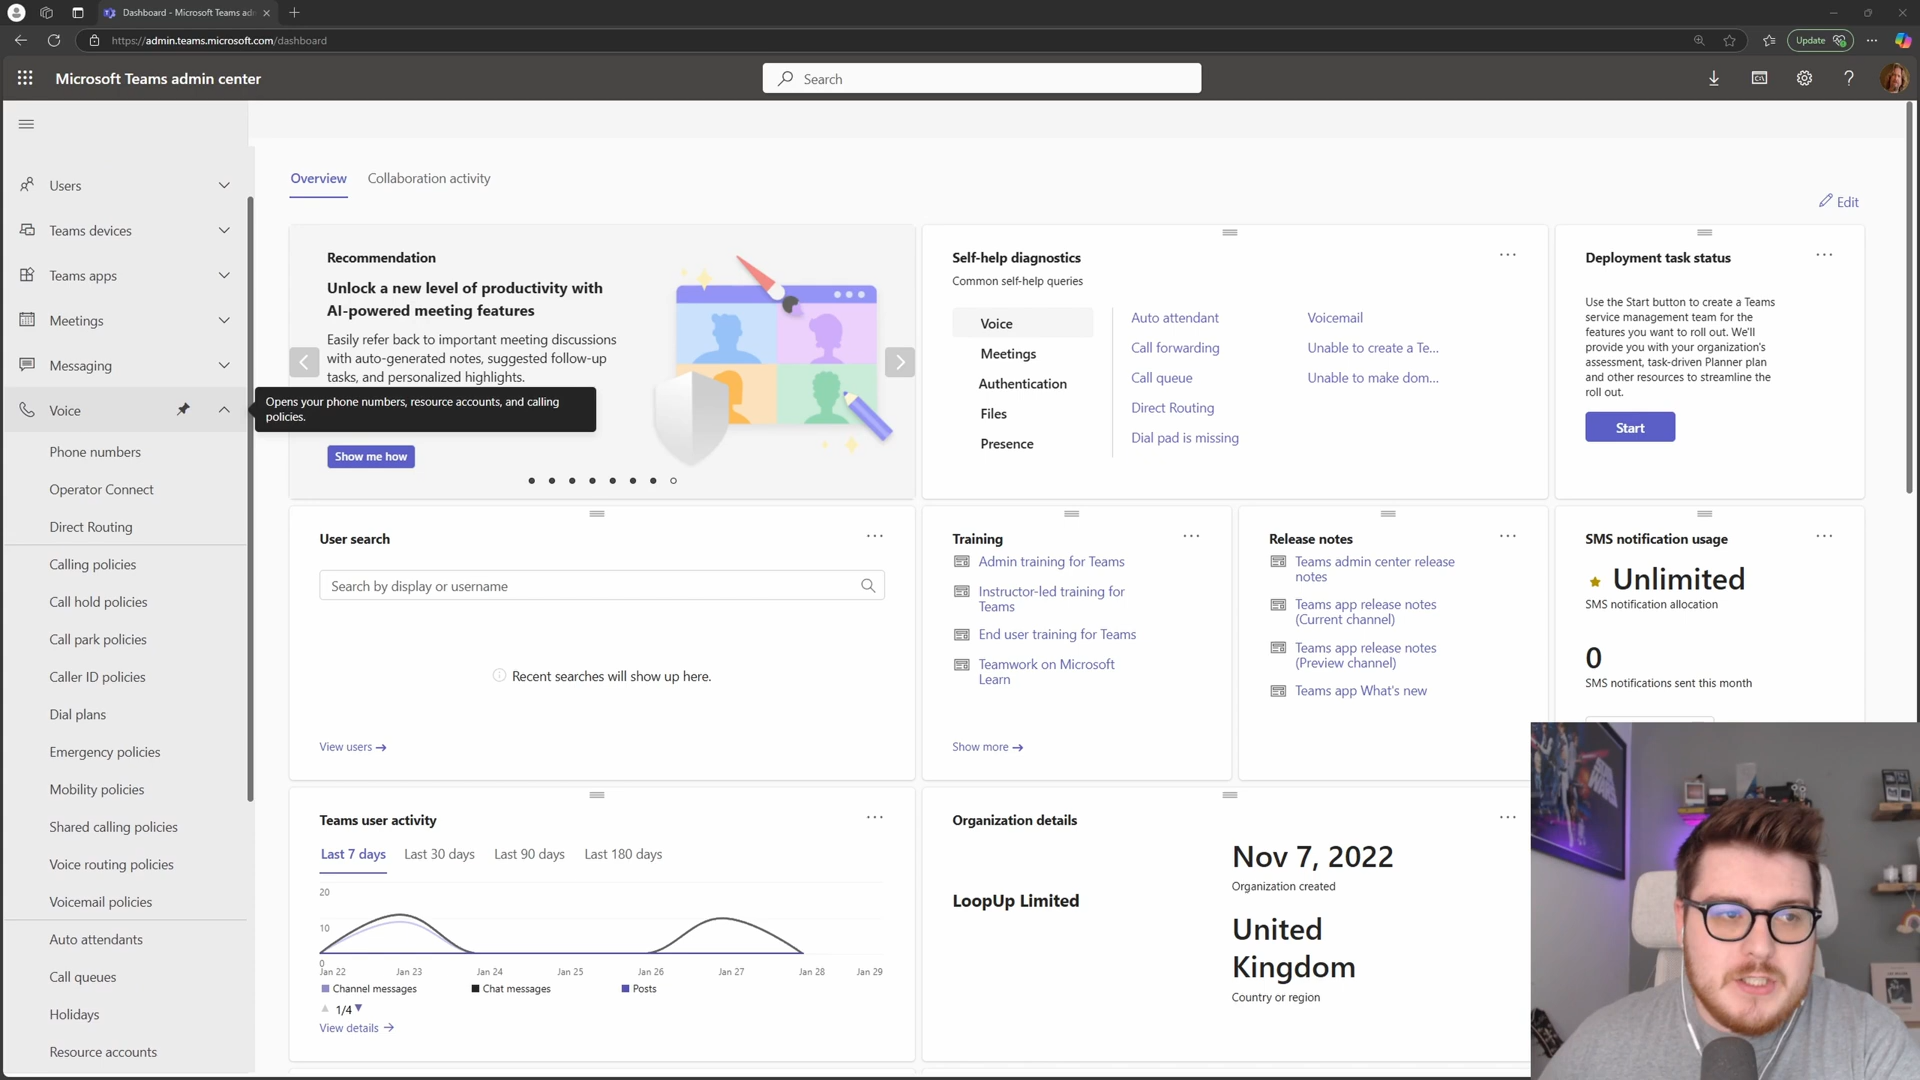 Dashboard - Microsoft Teams adm
https://admin.teams.microsoft.com/dashboard
Update
Microsoft Teams admin center
Search
Users
Teams devices
Teams apps
Meetings
Messaging
Voice
Phone numbers
Operator Connect
Direct Routing
Calling policies
Call hold policies
Call park policies
Caller ID policies
Dial plans
Emergency policies
Mobility policies
Shared calling policies
Voice routing policies
Voicemail policies
Auto attendants
Call queues
Holidays
Resource accounts
Opens your phone numbers, resource accounts, and calling
policies.
Overview
Collaboration activity
Edit
Recommendation
Unlock a new level of productivity with
AI-powered meeting features
Easily refer back to important meeting discussions
with auto-generated notes, suggested follow-up
tasks, and personalized highlights.
Show me how
Self-help diagnostics
Common self-help queries
Voice
Meetings
Authentication
Files
Presence
Auto attendant
Call forwarding
Call queue
Direct Routing
Dial pad is missing
Voicemail
Unable to create a Te...
Unable to make dom...
Deployment task status
Use the Start button to create a Teams
service management team for the
features you want to roll out. We'll
provide you with your organization's
assessment, task-driven Planner plan
and other resources to streamline the
roll out.
Start
User search
Search by display or username
Recent searches will show up here.
View users →
Training
Admin training for Teams
Instructor-led training for
Teams
End user training for Teams
Teamwork on Microsoft
Learn
Show more →
Release notes
Teams admin center release
notes
Teams app release notes
(Current channel)
Teams app release notes
(Preview channel)
Teams app What's new
SMS notification usage
Unlimited
SMS notification allocation
0
SMS notifications sent this month
Teams user activity
Last 7 days
Last 30 days
Last 90 days
Last 180 days
20
10
0
Jan 22
Jan 23
Jan 24
Jan 25
Jan 26
Jan 27
Jan 28
Jan 29
Channel messages
Chat messages
Posts
1/4
View details →
Organization details
LoopUp Limited
Nov 7, 2022
Organization created
United
Kingdom
Country or region